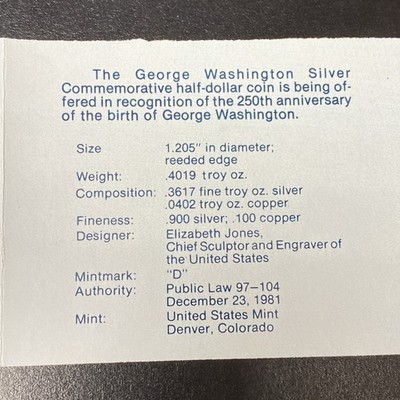 The George Washington Silver
Commemorative half-dollar coin is being of-
fered in recognition of the 250th anniversary
of the birth of George Washington.
Size 1.205" in diameter;
reeded edge
Weight: .4019 troy oz.
Composition: .3617 fine troy oz. silver
.0402 troy oz. copper
Fineness: .900 silver; .100 copper
Designer: Elizabeth Jones,
Chief Sculptor and Engraver of
the United States
Mintmark: "D"
Authority: Public Law 97–104
December 23, 1981
Mint: United States Mint
Denver, Colorado